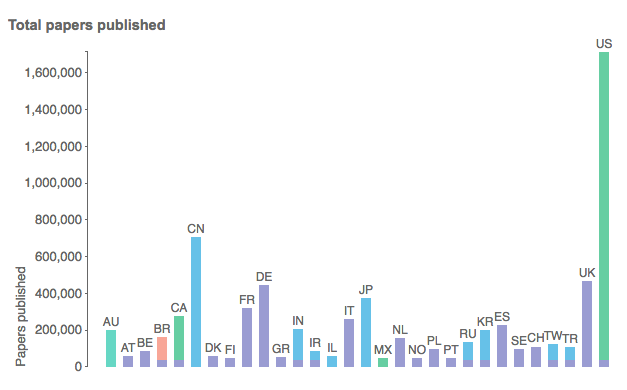 Total papers published
Papers published
1,600,000
1,400,000
1,200,000
1,000,000
800,000
600,000
400,000
200,000
0
AU
AT
BE
BR
CA
CN
DK
FI
FR
DE
GR
IN
IR
IL
IT
JP
MX
NL
NO
PL
PT
RU
KR
ES
SE
CH
TW
TR
UK
US